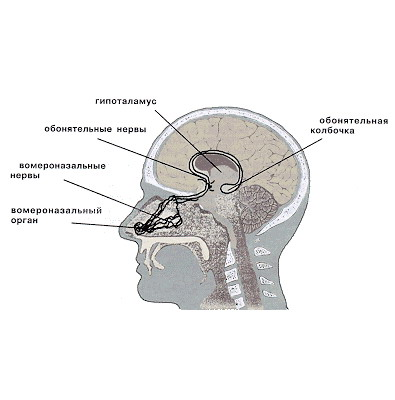 гипоталамус
обонятельные нервы
обонятельная
колбочка
вомероназальные
нервы
вомероназальный
орган